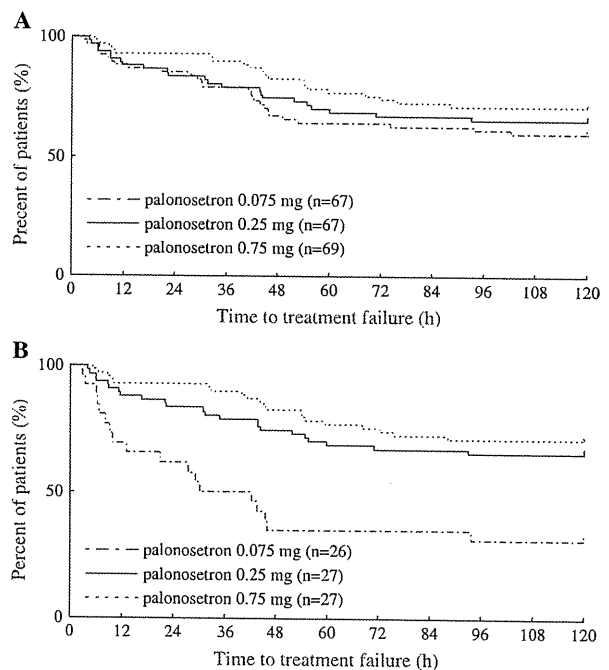 A
Precent of patients (%)
100
50
0
palonosetron 0.075 mg (n=67)
palonosetron 0.25 mg (n=67)
palonosetron 0.75 mg (n=69)
12 24 36 48 60 72 84 96 108 120
Time to treatment failure (h)
B
Percent of patients (%)
100
50
0
palonosetron 0.075 mg (n=26)
palonosetron 0.25 mg (n=27)
palonosetron 0.75 mg (n=27)
0 12 24 36 48 60 72 84 96 108 120
Time to treatment failure (h)